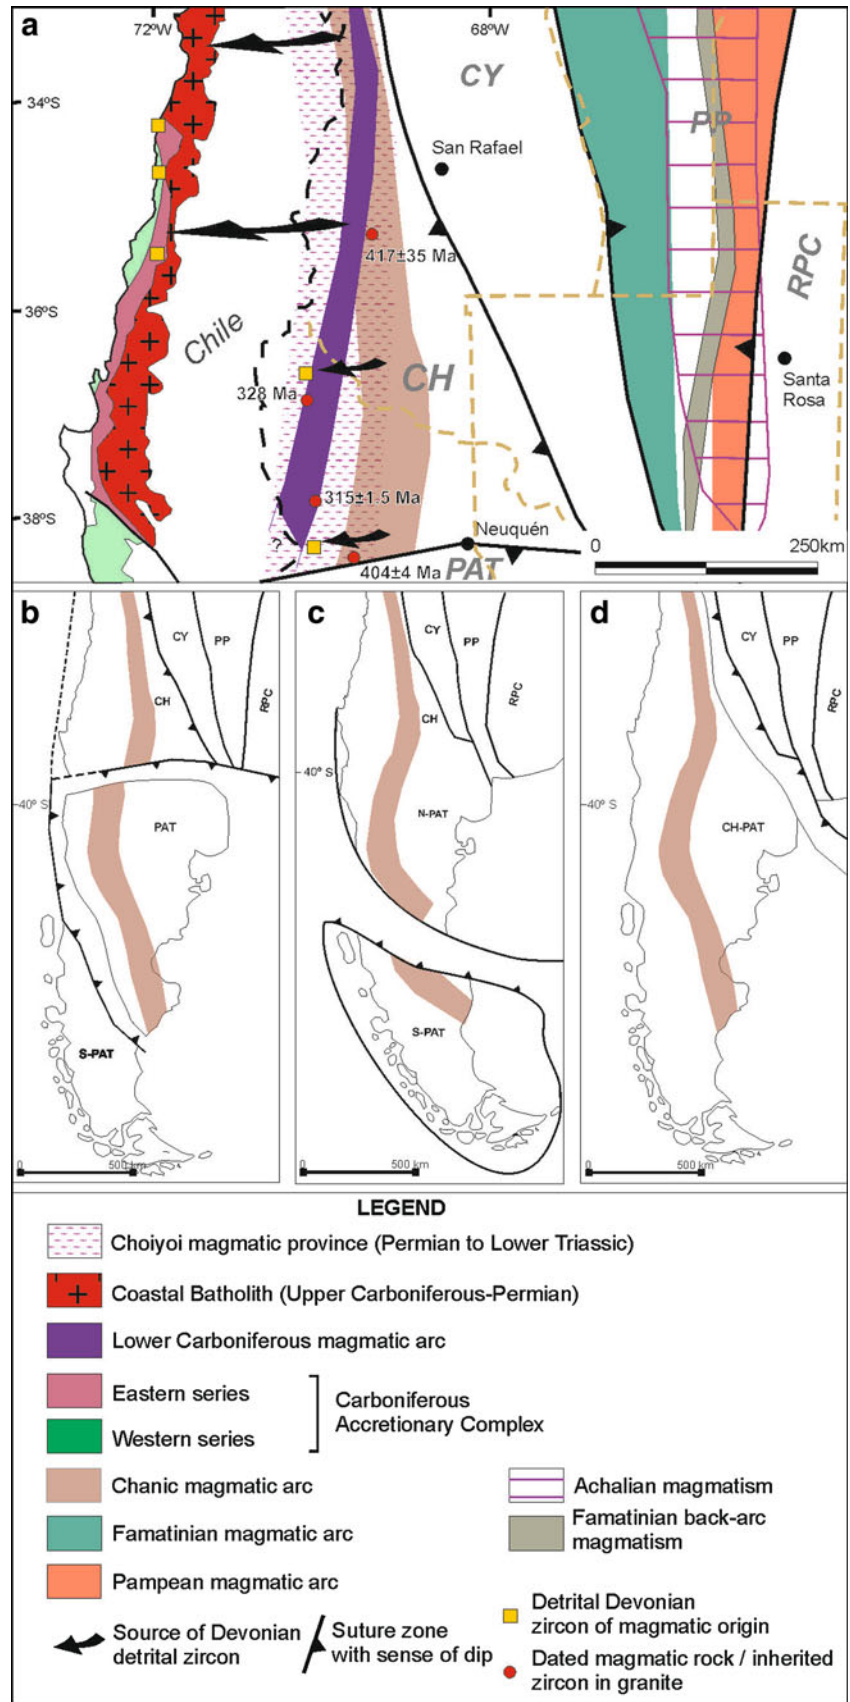 a
72ºW
68ºW
CY
PP
34ºS
San Rafael
417±35 Ma
RPC
36ºS
Chile
CH
328 Ma
Santa
Rosa
315±1.5 Ma
38ºS
?
Neuquén
404±4 Ma
PAT
0
250km
b
CY
PP
CH
RPC
40º S
PAT
S-PAT
0
500 km
c
CY
PP
CH
RPC
40º S
N-PAT
S-PAT
0
500 km
d
CY
PP
RPC
40º S
CH-PAT
0
500 km
LEGEND
Choiyoi magmatic province (Permian to Lower Triassic)
Coastal Batholith (Upper Carboniferous-Permian)
Lower Carboniferous magmatic arc
Eastern series
Western series
Carboniferous
Accretionary Complex
Chanic magmatic arc
Achalian magmatism
Famatinian magmatic arc
Famatinian back-arc
magmatism
Pampean magmatic arc
Source of Devonian
detrital zircon
Suture zone
with sense of dip
Detrital Devonian
zircon of magmatic origin
Dated magmatic rock / inherited
zircon in granite